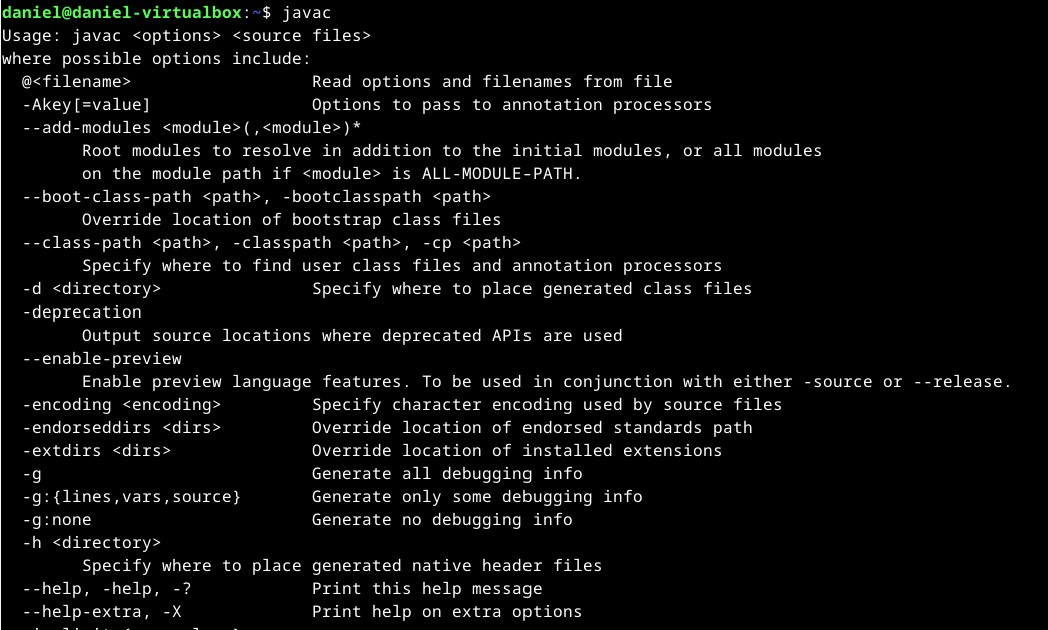 daniel@daniel-virtualbox:~$ javac
Usage: javac <options> <source files>
where possible options include:
  @<filename>                  Read options and filenames from file
  -Akey[=value]                Options to pass to annotation processors
  --add-modules <module>(,<module>)*
        Root modules to resolve in addition to the initial modules, or all modules
        on the module path if <module> is ALL-MODULE-PATH.
  --boot-class-path <path>, -bootclasspath <path>
        Override location of bootstrap class files
  --class-path <path>, -classpath <path>, -cp <path>
        Specify where to find user class files and annotation processors
  -d <directory>               Specify where to place generated class files
  -deprecation
        Output source locations where deprecated APIs are used
  --enable-preview
        Enable preview language features. To be used in conjunction with either -source or --release.
  -encoding <encoding>         Specify character encoding used by source files
  -endorseddirs <dirs>         Override location of endorsed standards path
  -extdirs <dirs>              Override location of installed extensions
  -g                           Generate all debugging info
  -g:{lines,vars,source}       Generate only some debugging info
  -g:none                      Generate no debugging info
  -h <directory>
        Specify where to place generated native header files
  --help, -help, -?            Print this help message
  --help-extra, -X             Print help on extra options